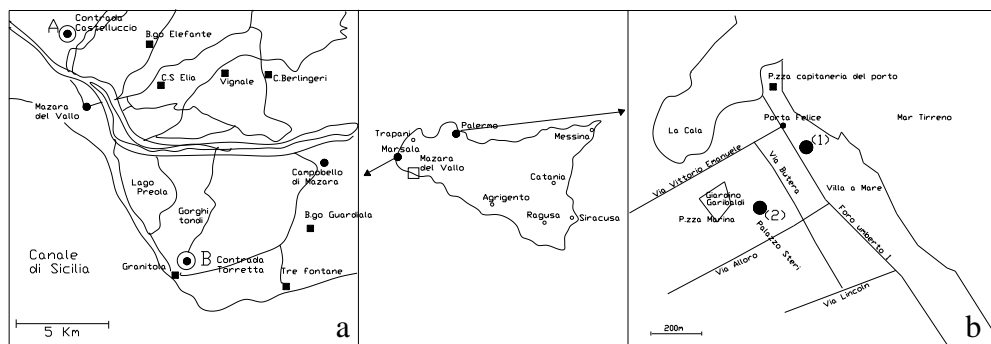 A
Contrada
Castelluccio
B.go Elefante
C.S Elia
Vignale
C.Berlingeri
Mazara
del Vallo
Campobello
di Mazara
Lago
Preola
Gorghi
tondi
B.go Guardiala
Canale
di Sicilia
B
Contrada
Torretta
Granitola
Tre fontane
5 Km
a
Palermo
Messina
Trapani
Marsala
Mazara
del Vallo
Catania
Agrigento
Ragusa
Siracusa
P.zza capitaneria del porto
Porta Felice
Mar Tirreno
La Cala
(1)
Via Vittorio Emanuele
Via Butera
Villa a Mare
Giardino
Garibaldi
P.zza Marina
(2)
Palazzo Steri
Foro umberto I
Via Alloro
Via Lincoln
200m
b